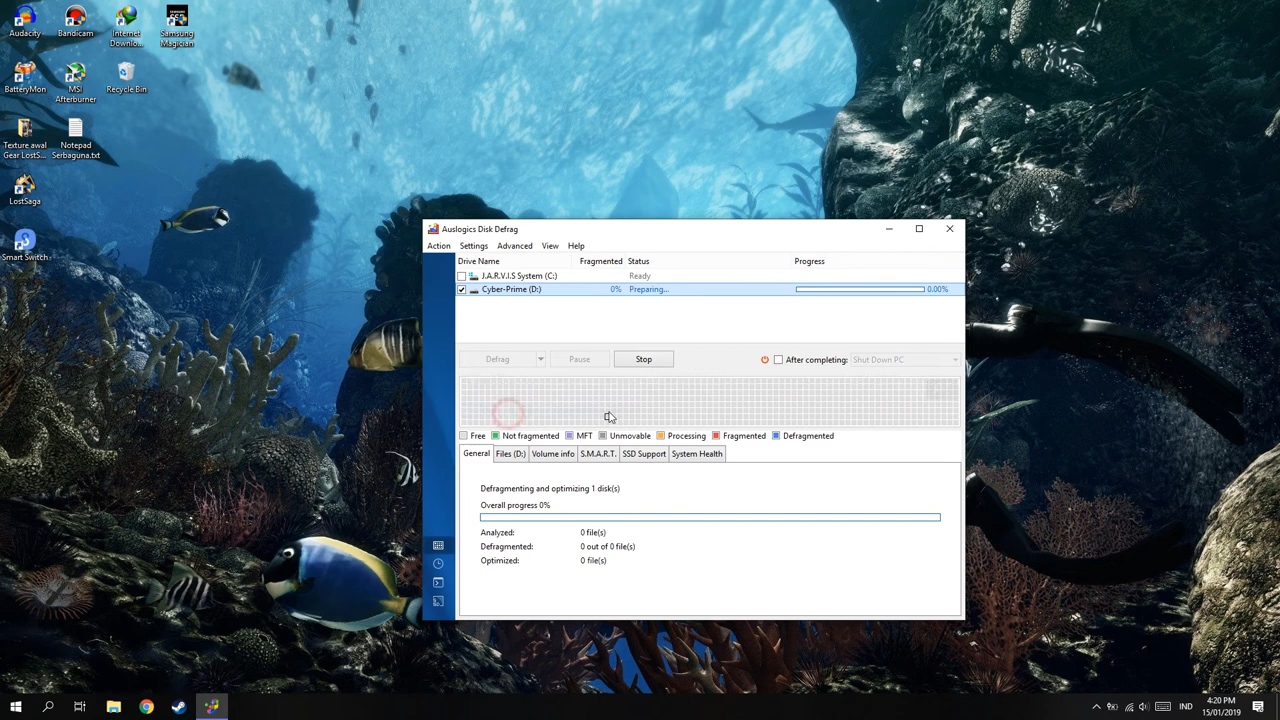 Audacity
Bandicam
Internet
Downlo...
Samsung
Magician
BatteryMon
MSI
Afterburner
Recycle Bin
Texture awal
Gear LostS...
Notepad
Serbaguna.txt
LostSaga
Smart Switch
Auslogics Disk Defrag
Action Settings Advanced View Help
Drive Name Fragmented Status Progress
J.A.R.V.I.S System (C:) Ready
Cyber-Prime (D:) 0% Preparing... 0.00%
Defrag Pause Stop After completing: Shut Down PC
Free Not fragmented MFT Unmovable Processing Fragmented Defragmented
General Files (D:) Volume info S.M.A.R.T. SSD Support System Health
Defragmenting and optimizing 1 disk(s)
Overall progress 0%
Analyzed: 0 file(s)
Defragmented: 0 out of 0 file(s)
Optimized: 0 file(s)
IND
4:20 PM
15/01/2019